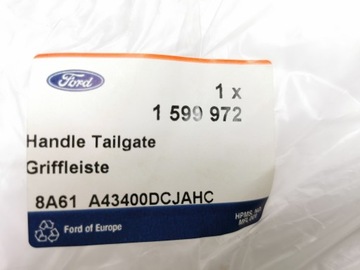 Ford
1 x
1 599 972
Handle Tailgate
Griffleiste
8A61 A43400DCJAHC
Ford of Europe